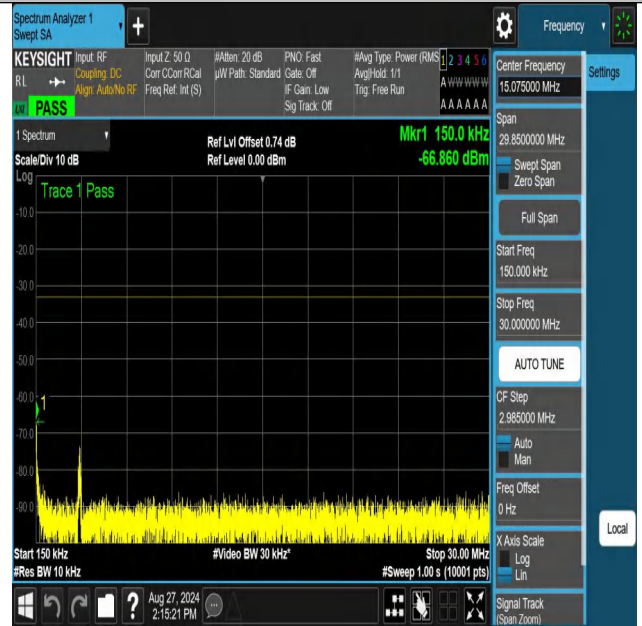 Spectrum Analyzer 1
Swept SA
Frequency
KEYSIGHT
RL
PASS
Input: RF
Coupling: DC
Align: Auto/No RF
Input Z: 50 Ω
Corr CCorr RCal
Freq Ref: Int (S)
#Atten: 20 dB
µW Path: Standard
PNO: Fast
Gate: Off
IF Gain: Low
Sig Track: Off
#Avg Type: Power (RMS
Avg|Hold: 1/1
Trig: Free Run
1 2 3 4 5 6
A W W W W W
A A A A A A
1 Spectrum
Scale/Div 10 dB
Ref Lvl Offset 0.74 dB
Ref Level 0.00 dBm
Mkr1 150.0 kHz
-66.860 dBm
Log
Trace 1 Pass
-10.0
-20.0
-30.0
-40.0
-50.0
-60.0
1
-70.0
-80.0
-90.0
Start 150 kHz
#Res BW 10 kHz
#Video BW 30 kHz*
Stop 30.00 MHz
#Sweep 1.00 s (10001 pts)
Center Frequency
15.075000 MHz
Settings
Span
29.8500000 MHz
Swept Span
Zero Span
Full Span
Start Freq
150.000 kHz
Stop Freq
30.000000 MHz
AUTO TUNE
CF Step
2.985000 MHz
Auto
Man
Freq Offset
0 Hz
X Axis Scale
Log
Lin
Local
Signal Track
(Span Zoom)
?
Aug 27, 2024
2:15:21 PM